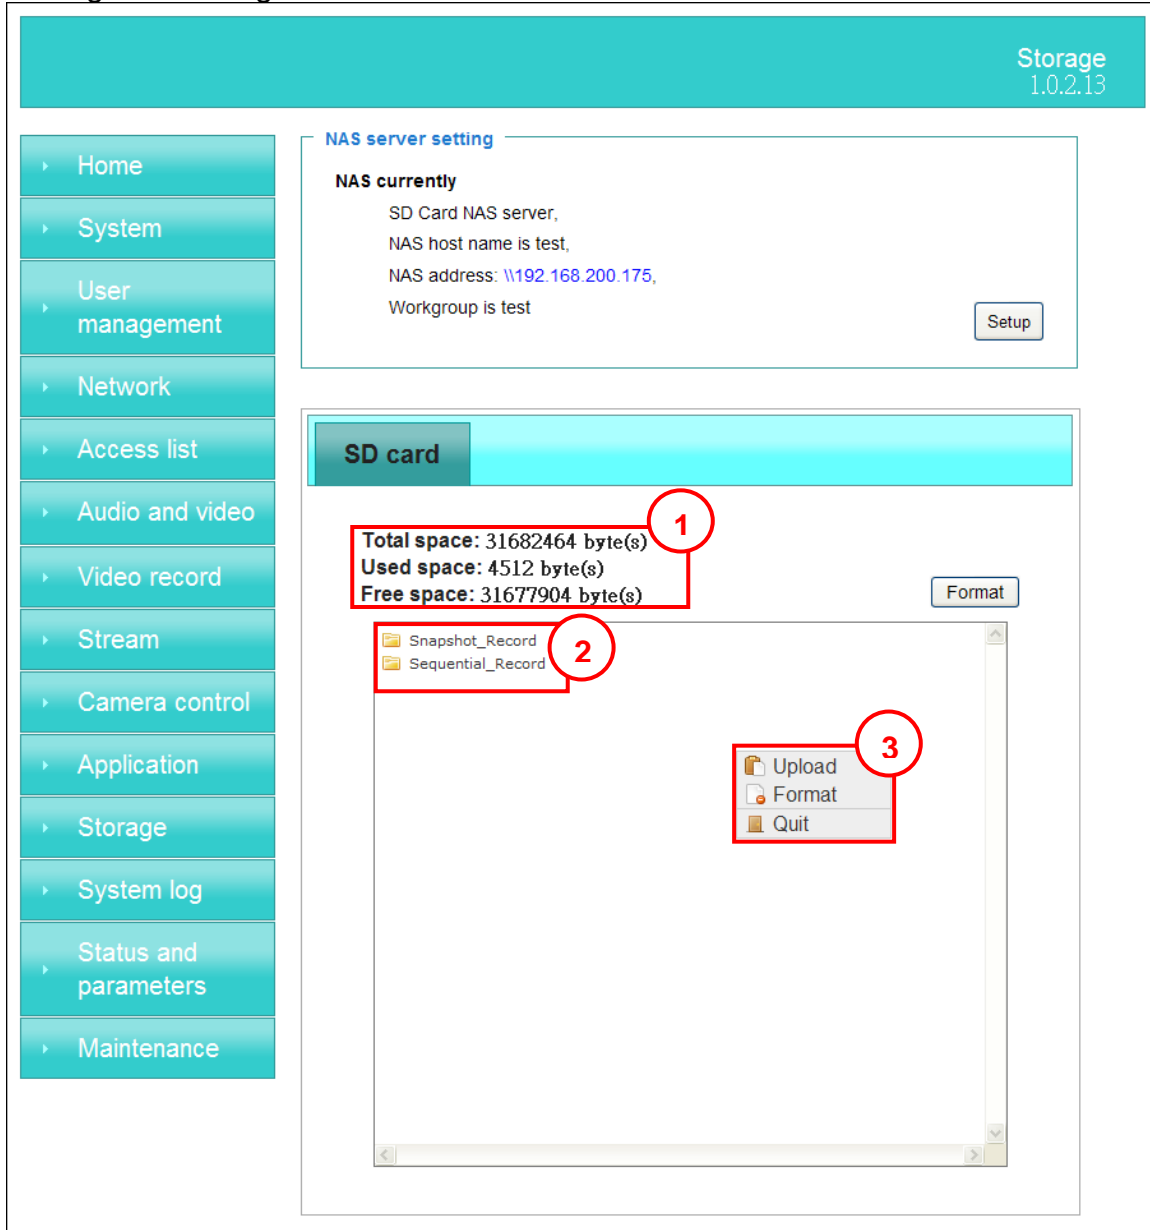 Storage
1.0.2.13
Home
System
User
management
Network
Access list
Audio and video
Video record
Stream
Camera control
Application
Storage
System log
Status and
parameters
Maintenance
NAS server setting
NAS currently
SD Card NAS server,
NAS host name is test,
NAS address: \\192.168.200.175,
Workgroup is test
Setup
SD card
1
Total space: 31682464 byte(s)
Used space: 4512 byte(s)
Free space: 31677904 byte(s)
Format
Snapshot_Record
Sequential_Record
2
3
Upload
Format
Quit